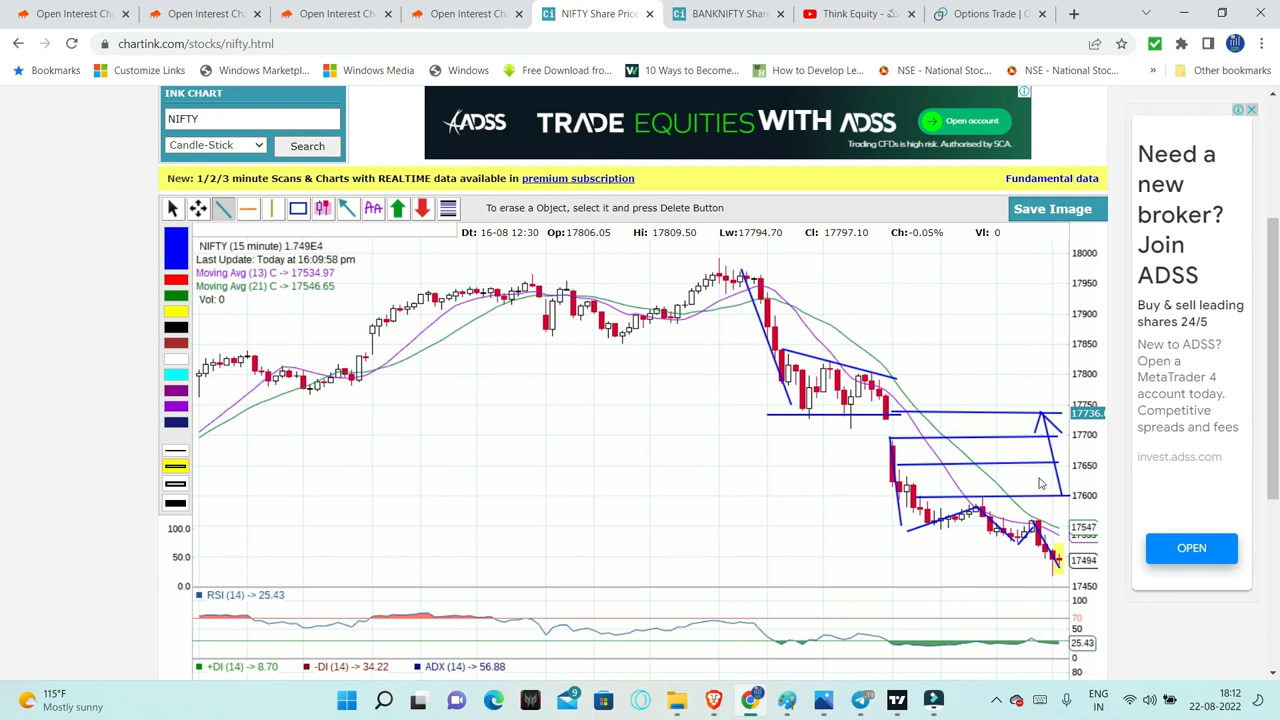 Open Interest Ch
Open Interest Ch
Open Interest Ch
Open Interest Ch
NIFTY Share Pric
BANKNIFTY Share
Think Equity -
Options Trade | O
chartink.com/stocks/nifty.html
Bookmarks
Customize Links
Windows Marketpl...
Windows Media
Windows
Free Download fro...
10 Ways to Become...
How to Develop Le...
NSE - National Stoc...
NSE - National Stoc...
Other bookmarks
INK CHART
NIFTY
Candle-Stick
Search
ADSS
TRADE EQUITIES WITH ADSS
Open account
Trading CFDs is high risk. Authorised by SCA.
New: 1/2/3 minute Scans & Charts with REALTIME data available in premium subscription
Fundamental data
To erase a Object, select it and press Delete Button
Save Image
Dt: 16-08 12:30 Op:17806.05 Hi: 17809.50 Lw:17794.70 Cl: 17797.10 Ch:-0.05% Vl: 0
NIFTY (15 minute) 1.749E4
Last Update: Today at 16:09:58 pm
Moving Avg (13) C -> 17534.97
Moving Avg (21) C -> 17546.65
Vol: 0
18000
17950
17900
17850
17800
17750
17736.
17700
17650
17600
17547
17494
17450
100.0
50.0
0.0
RSI (14) -> 25.43
100
70
50
25.43
0
+DI (14) -> 8.70
-DI (14) -> 34.22
ADX (14) -> 56.88
80
Need a
new
broker?
Join
ADSS
Buy & sell leading
shares 24/5
New to ADSS?
Open a
MetaTrader 4
account today.
Competitive
spreads and fees
invest.adss.com
OPEN
115°F
Mostly sunny
ENG
IN
18:12
22-08-2022